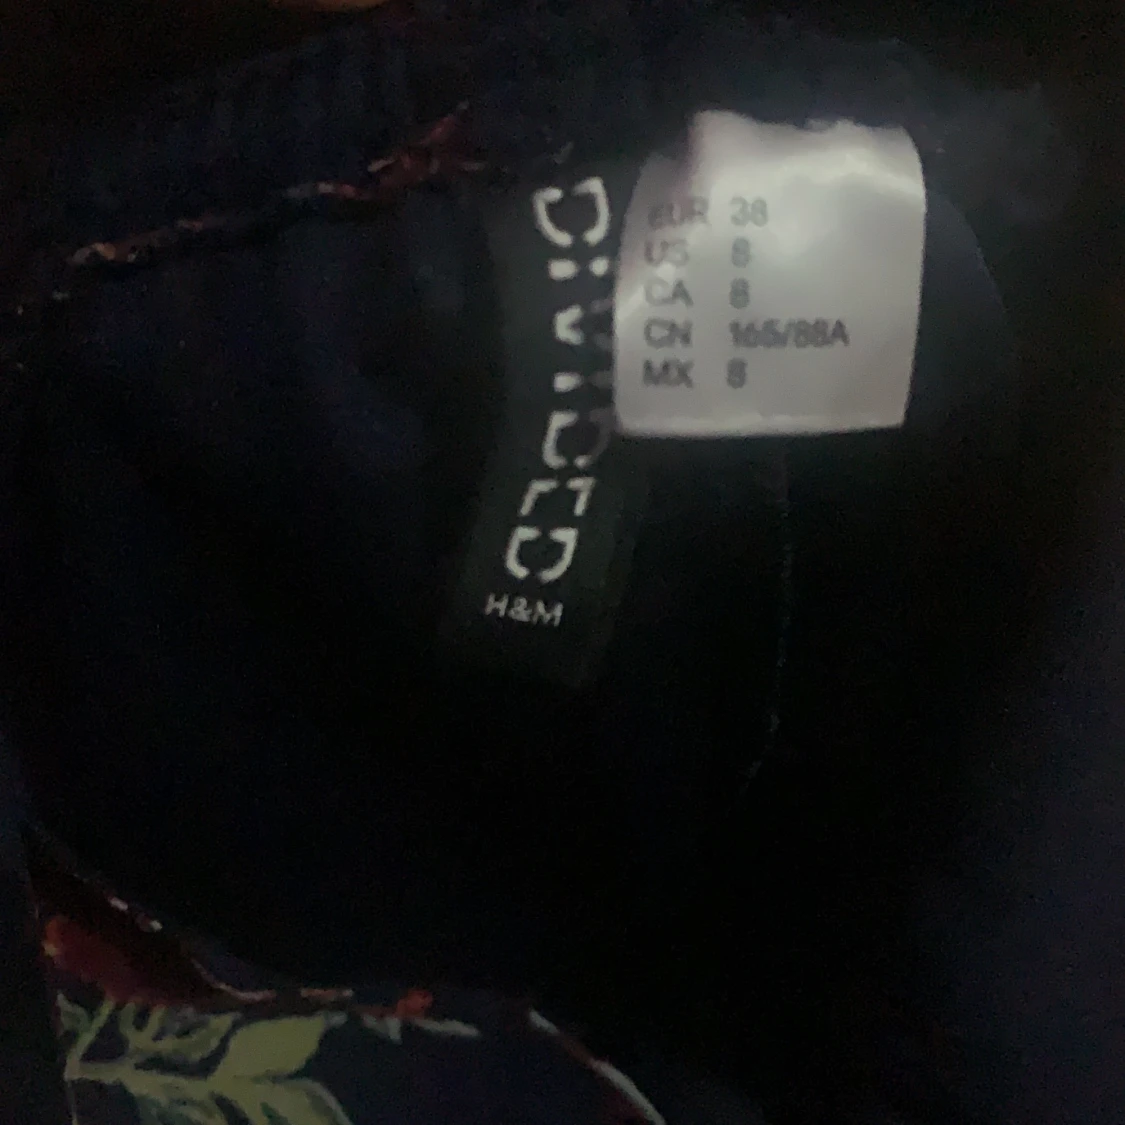 DIVIDED
H&M
EUR 38
US 8
CA 8
CN 165/88A
MX 8